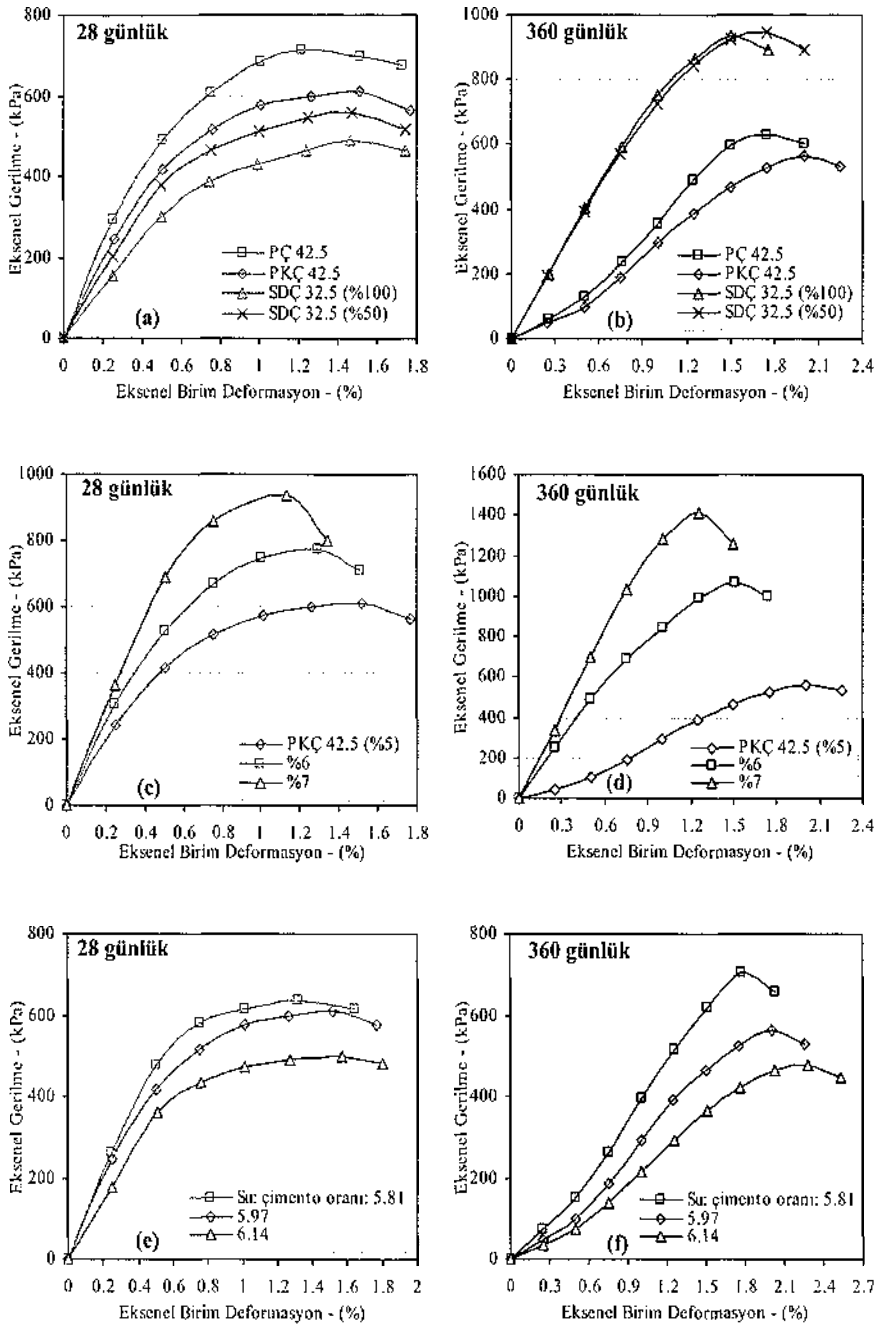 28 günlük
800
600
400
200
0
Eksenel Gerilme - (kPa)
PÇ 42.5
PKÇ 42.5
SDÇ 32.5 (%100)
SDÇ 32.5 (%50)
(a)
0 0.2 0.4 0.6 0.8 1 1.2 1.4 1.6 1.8
Eksenel Birim Deformasyon - (%)
360 günlük
1000
800
600
400
200
0
Eksenel Gerilme - (kPa)
PÇ 42.5
PKÇ 42.5
SDÇ 32.5 (%100)
SDÇ 32.5 (%50)
(b)
0 0.3 0.6 0.9 1.2 1.5 1.8 2.1 2.4
Eksenel Birim Deformasyon - (%)
28 günlük
1000
800
600
400
200
0
Eksenel Gerilme - (kPa)
PKÇ 42.5 (%5)
%6
%7
(c)
0 0.2 0.4 0.6 0.8 1 1.2 1.4 1.6 1.8
Eksenel Birim Deformasyon - (%)
360 günlük
1600
1400
1200
1000
800
600
400
200
0
Eksenel Gerilme - (kPa)
PKÇ 42.5 (%5)
%6
%7
(d)
0 0.3 0.6 0.9 1.2 1.5 1.8 2.1 2.4
Eksenel Birim Deformasyon - (%)
28 günlük
800
600
400
200
0
Eksenel Gerilme - (kPa)
Su: çimento oranı: 5.81
5.97
6.14
(e)
0 0.2 0.4 0.6 0.8 1 1.2 1.4 1.6 1.8 2
Eksenel Birim Deformasyon - (%)
360 günlük
800
600
400
200
0
Eksenel Gerilme - (kPa)
Su: çimento oranı: 5.81
5.97
6.14
(f)
0 0.3 0.6 0.9 1.2 1.5 1.8 2.1 2.4 2.7
Eksenel Birim Deformasyon - (%)